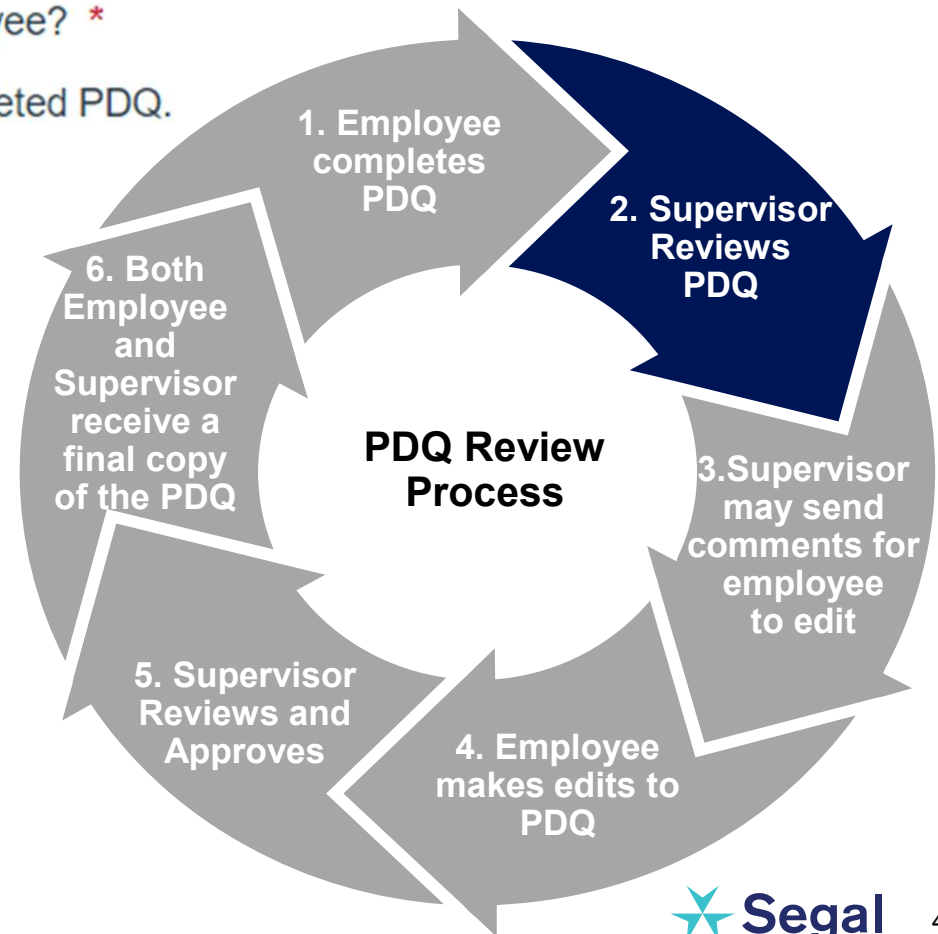 yee? *
eted PDQ.
1. Employee
completes
PDQ
2. Supervisor
Reviews
PDQ
3.Supervisor
may send
comments for
employee
to edit
4. Employee
makes edits to
PDQ
5. Supervisor
Reviews and
Approves
6. Both
Employee
and
Supervisor
receive a
final copy
of the PDQ
PDQ Review
Process
Segal
4